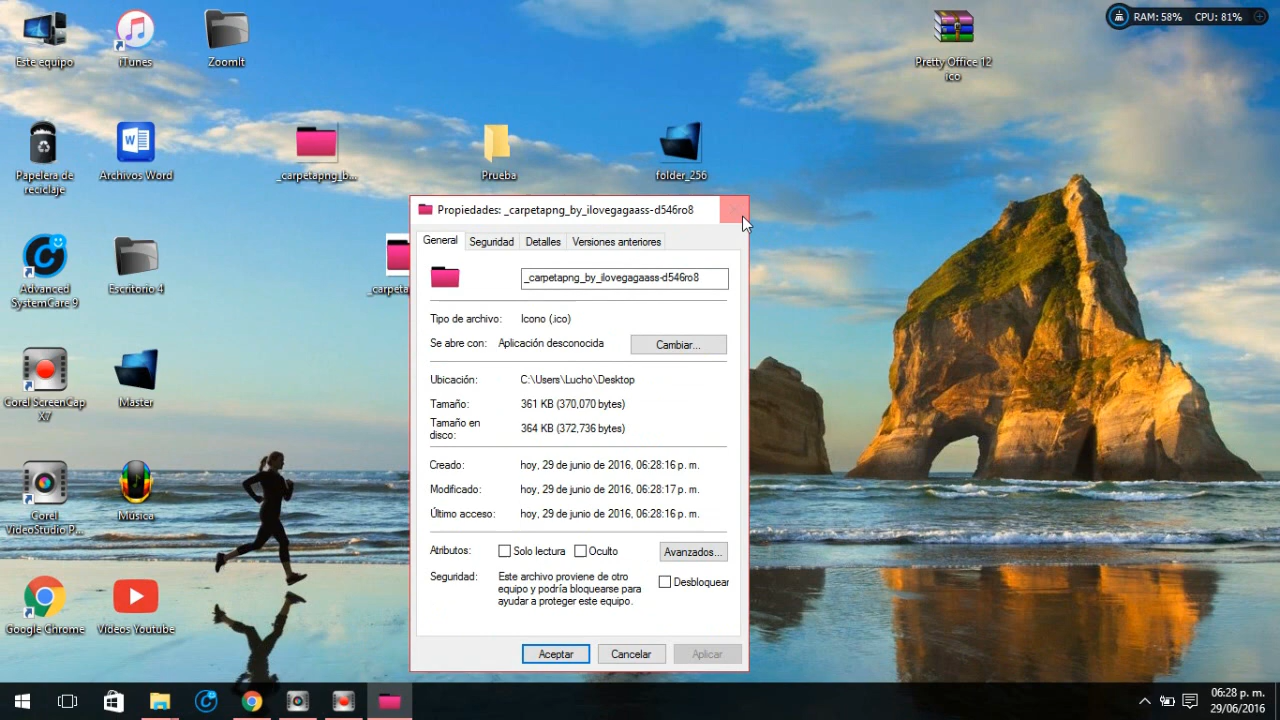 Este equipo
iTunes
ZoomIt
Pretty Office 12
ico
RAM: 58% CPU: 81%
Papelera de
reciclaje
Archivos Word
_carpetapng_b...
Prueba
folder_256
Advanced
SystemCare 9
Escritorio 4
_carpeta
Corel ScreenCap
X7
Master
Corel
VideoStudio P...
Musica
Google Chrome
Videos Youtube
Propiedades: _carpetapng_by_ilovegagaass-d546ro8
General Seguridad Detalles Versiones anteriores
_carpetapng_by_ilovegagaass-d546ro8
Tipo de archivo: Icono (.ico)
Se abre con: Aplicación desconocida Cambiar...
Ubicación: C:\Users\Lucho\Desktop
Tamaño: 361 KB (370,070 bytes)
Tamaño en
disco: 364 KB (372,736 bytes)
Creado: hoy, 29 de junio de 2016, 06:28:16 p. m.
Modificado: hoy, 29 de junio de 2016, 06:28:17 p. m.
Último acceso: hoy, 29 de junio de 2016, 06:28:16 p. m.
Atributos: Solo lectura Oculto Avanzados...
Seguridad: Este archivo proviene de otro
equipo y podría bloquearse para
ayudar a proteger este equipo.
Desbloquear
Aceptar Cancelar Aplicar
06:28 p. m.
29/06/2016